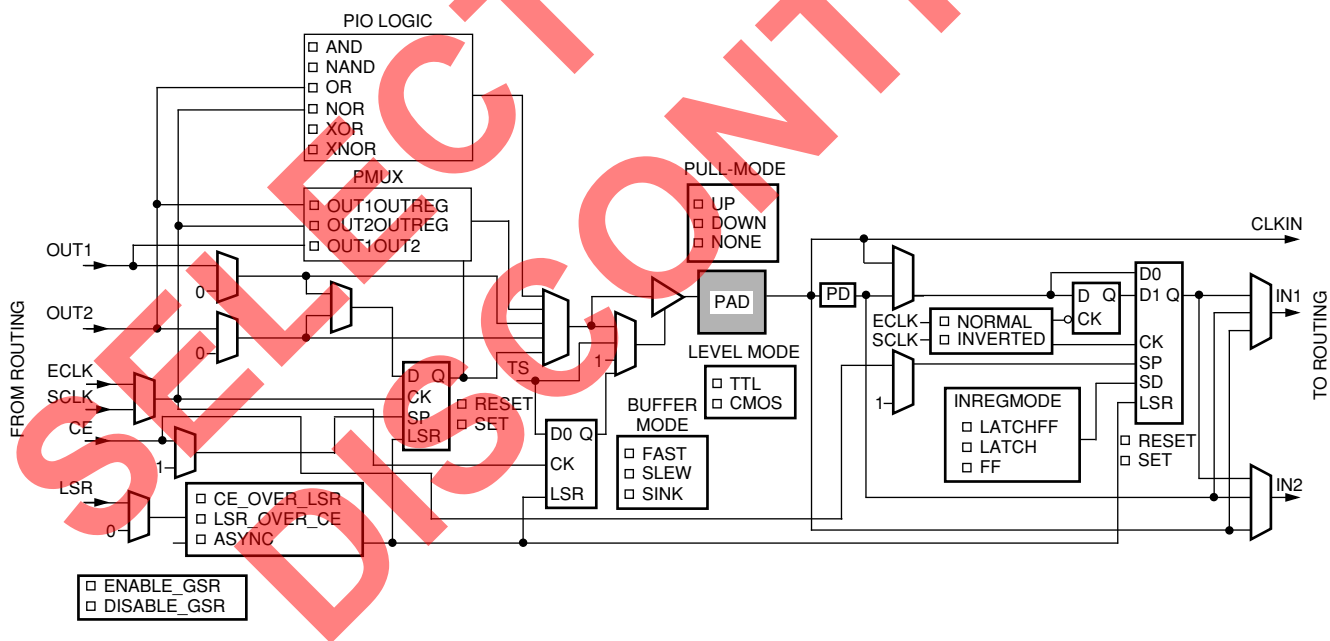 PIO LOGIC
AND
NAND
OR
NOR
XOR
XNOR
PMUX
OUT1OUTREG
OUT2OUTREG
OUT1OUT2
PULL-MODE
UP
DOWN
NONE
OUT1
0
OUT2
0
ECLK
SCLK
CE
1
LSR
0
FROM ROUTING
D Q
CK
SP
LSR
RESET
SET
TS
D0 Q
CK
LSR
1
PAD
LEVEL MODE
TTL
CMOS
BUFFER
MODE
FAST
SLEW
SINK
CE_OVER_LSR
LSR_OVER_CE
ASYNC
ENABLE_GSR
DISABLE_GSR
PD
ECLK
SCLK
NORMAL
INVERTED
1
D Q
CK
D0
D1 Q
CK
SP
SD
LSR
RESET
SET
INREGMODE
LATCHFF
LATCH
FF
CLKIN
IN1
IN2
TO ROUTING
SELECT
DISCONT